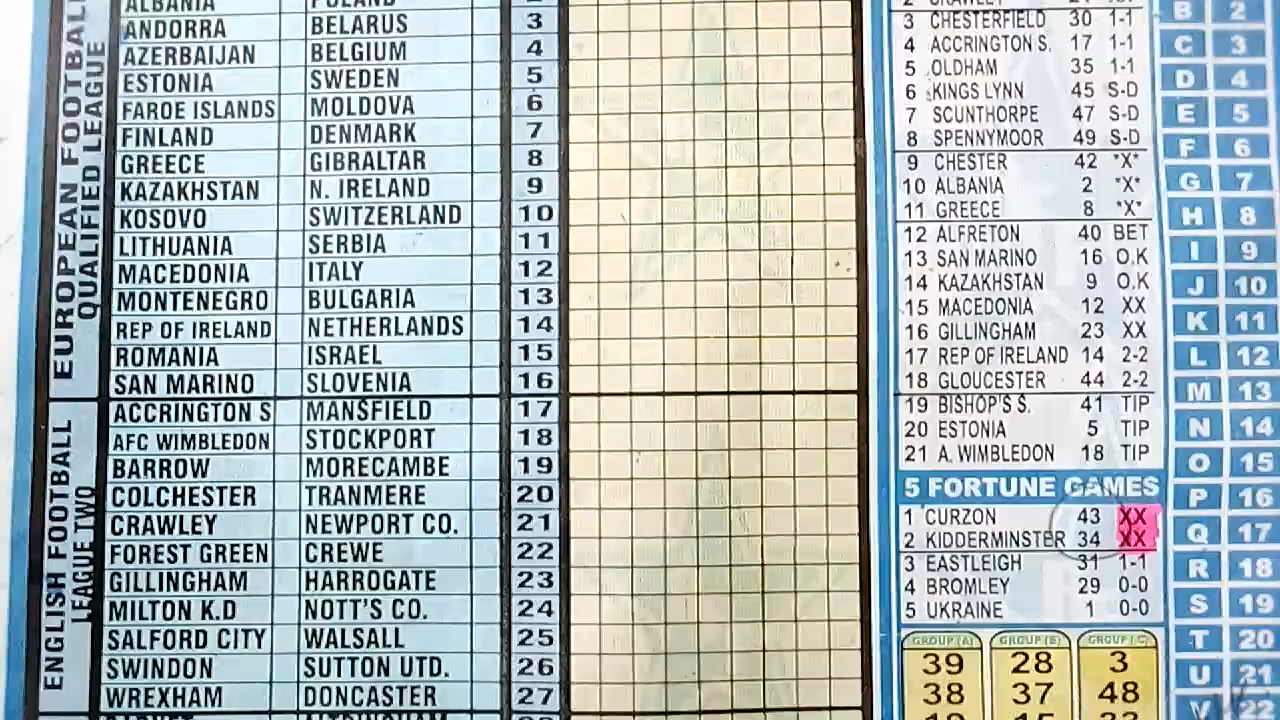 EUROPEAN FOOTBALL
QUALIFIED LEAGUE
ALBANIA POLAND 2
ANDORRA BELARUS 3
AZERBAIJAN BELGIUM 4
ESTONIA SWEDEN 5
FAROE ISLANDS MOLDOVA 6
FINLAND DENMARK 7
GREECE GIBRALTAR 8
KAZAKHSTAN N. IRELAND 9
KOSOVO SWITZERLAND 10
LITHUANIA SERBIA 11
MACEDONIA ITALY 12
MONTENEGRO BULGARIA 13
REP OF IRELAND NETHERLANDS 14
ROMANIA ISRAEL 15
SAN MARINO SLOVENIA 16
ENGLISH FOOTBALL
LEAGUE TWO
ACCRINGTON S MANSFIELD 17
AFC WIMBLEDON STOCKPORT 18
BARROW MORECAMBE 19
COLCHESTER TRANMERE 20
CRAWLEY NEWPORT CO. 21
FOREST GREEN CREWE 22
GILLINGHAM HARROGATE 23
MILTON K.D NOTT'S CO. 24
SALFORD CITY WALSALL 25
SWINDON SUTTON UTD. 26
WREXHAM DONCASTER 27
2 CRAWLEY 21
3 CHESTERFIELD 30 1-1
4 ACCRINGTON S. 17 1-1
5 OLDHAM 35 1-1
6 KINGS LYNN 45 S-D
7 SCUNTHORPE 47 S-D
8 SPENNYMOOR 49 S-D
9 CHESTER 42 *X*
10 ALBANIA 2 *X*
11 GREECE 8 *X*
12 ALFRETON 40 BET
13 SAN MARINO 16 O.K
14 KAZAKHSTAN 9 O.K
15 MACEDONIA 12 XX
16 GILLINGHAM 23 XX
17 REP OF IRELAND 14 2-2
18 GLOUCESTER 44 2-2
19 BISHOP'S S. 41 TIP
20 ESTONIA 5 TIP
21 A. WIMBLEDON 18 TIP
5 FORTUNE GAMES
1 CURZON 43 XX
2 KIDDERMINSTER 34 XX
3 EASTLEIGH 31 1-1
4 BROMLEY 29 0-0
5 UKRAINE 1 0-0
GROUP (A) GROUP (B) GROUP (C)
39 28 3
38 37 48
B 2
C 3
D 4
E 5
F 6
G 7
H 8
I 9
J 10
K 11
L 12
M 13
N 14
O 15
P 16
Q 17
R 18
S 19
T 20
U 21
V 22